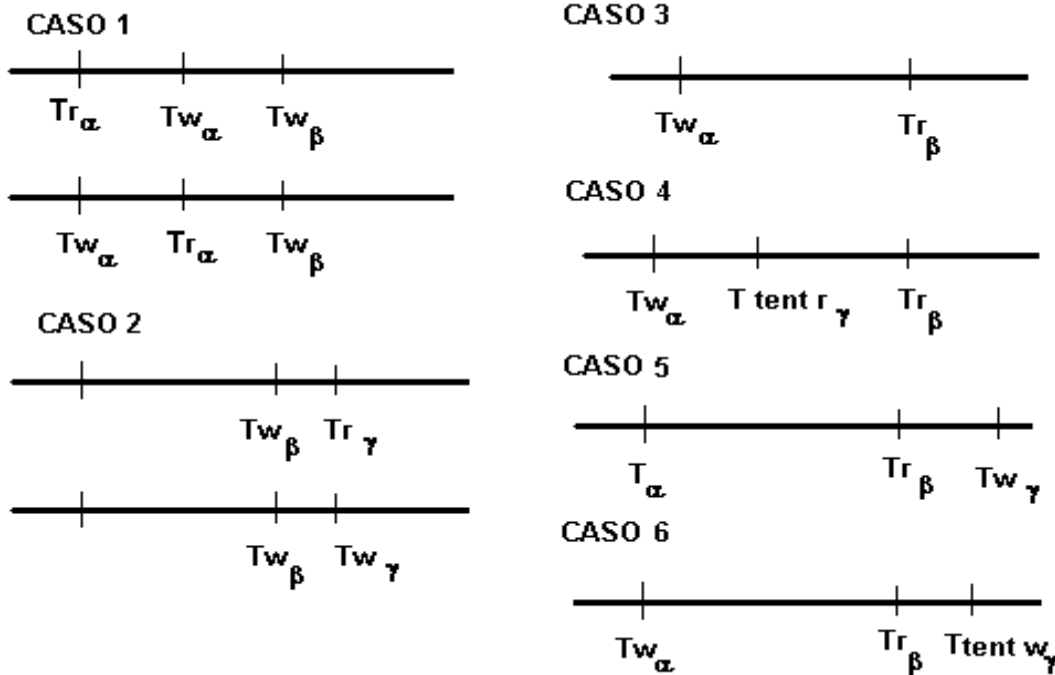 CASO 1
Trα Twα Twβ
Twα Trα Twβ
CASO 2
Twβ Tr γ
Twβ Tw γ
CASO 3
Twα Trβ
CASO 4
Twα T tent r γ Trβ
CASO 5
Tα Trβ Tw γ
CASO 6
Twα Trβ Ttent wγ